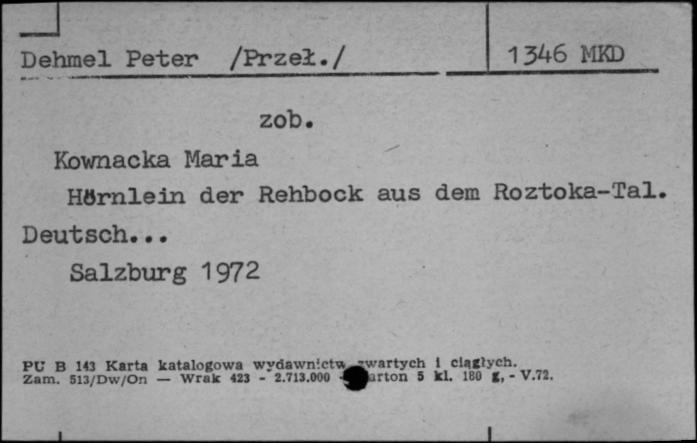 Dehmel Peter /Przeł./ 1346 MKD
zob.
Kownacka Maria
Hörnlein der Rehbock aus dem Roztoka-Tal.
Deutsch...
Salzburg 1972
PU B 143 Karta katalogowa wydawnictw zwartych i ciągłych.
Zam. 513/Dw/On — Wrak 423 - 2.713.000 - arton 5 kl. 180 g, - V.72.